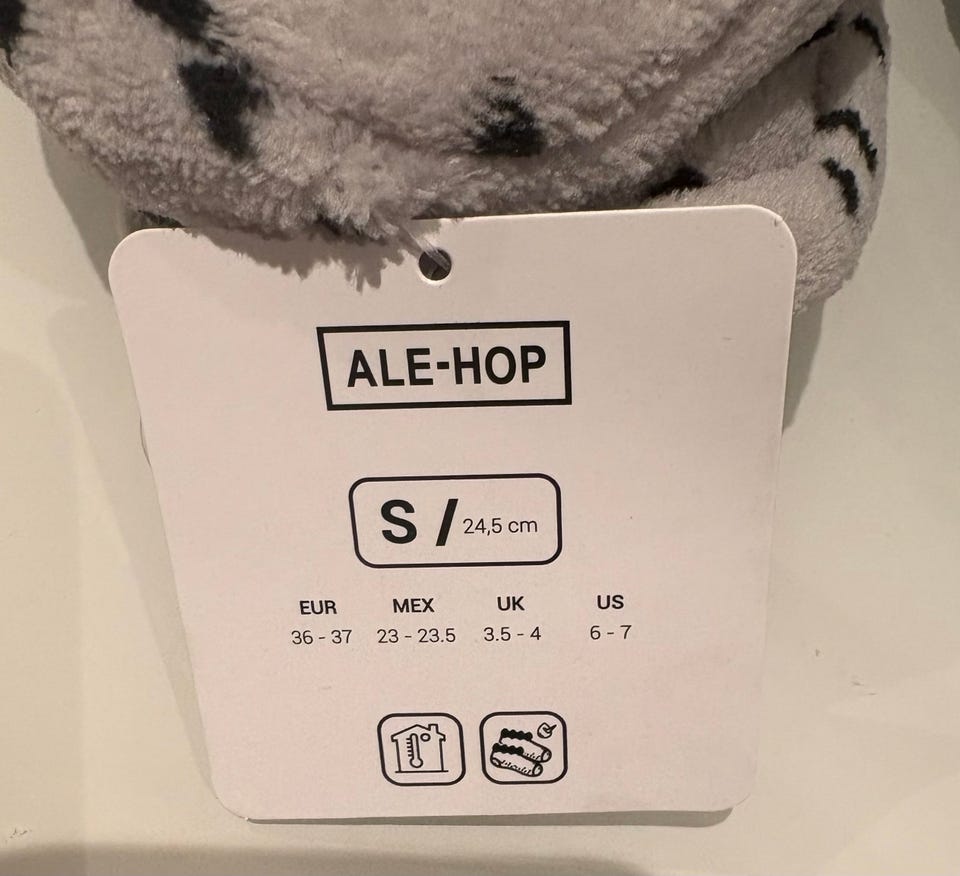 ALE-HOP
S / 24,5 cm
EUR MEX UK US
36 - 37 23 - 23.5 3.5 - 4 6 - 7